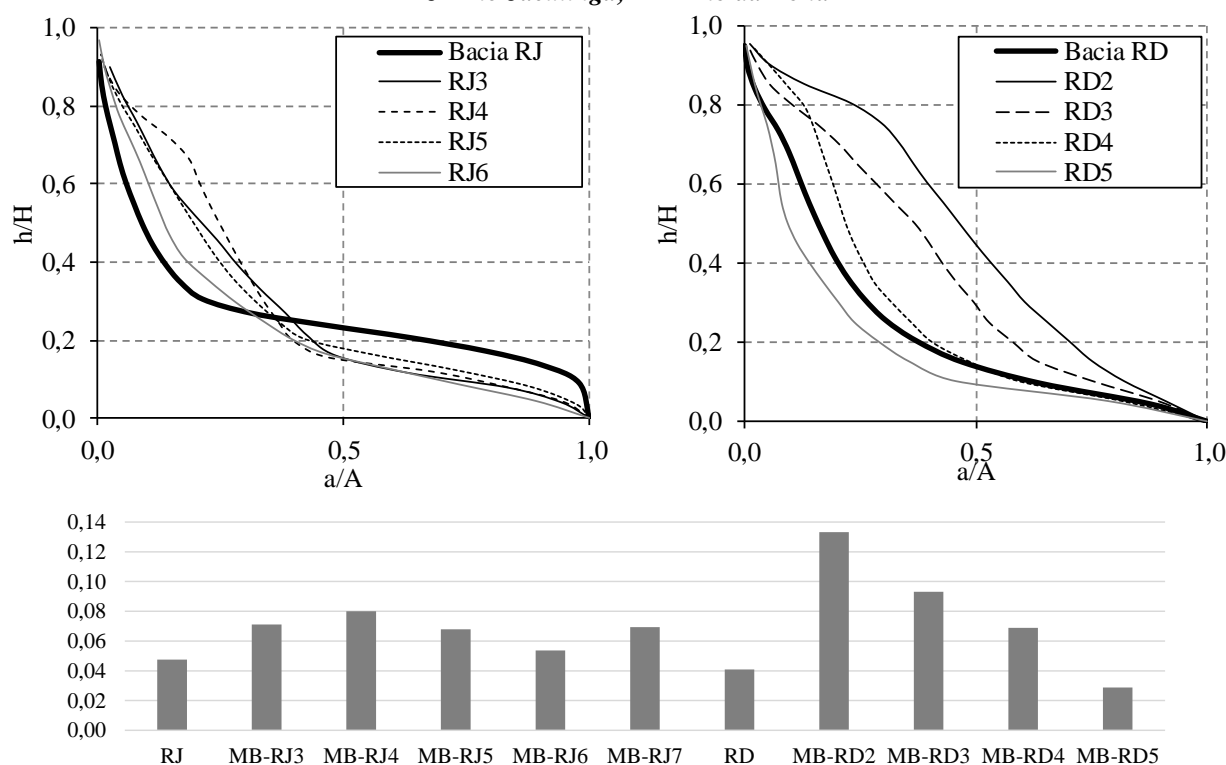 1,0
0,8
0,6
0,4
0,2
0,0
h/H
0,0
0,5
1,0
a/A
Bacia RJ
RJ3
RJ4
RJ5
RJ6
1,0
0,8
0,6
0,4
0,2
0,0
h/H
0,0
0,5
1,0
a/A
Bacia RD
RD2
RD3
RD4
RD5
0,14
0,12
0,10
0,08
0,06
0,04
0,02
0,00
RJ MB-RJ3 MB-RJ4 MB-RJ5 MB-RJ6 MB-RJ7 RD MB-RD2 MB-RD3 MB-RD4 MB-RD5